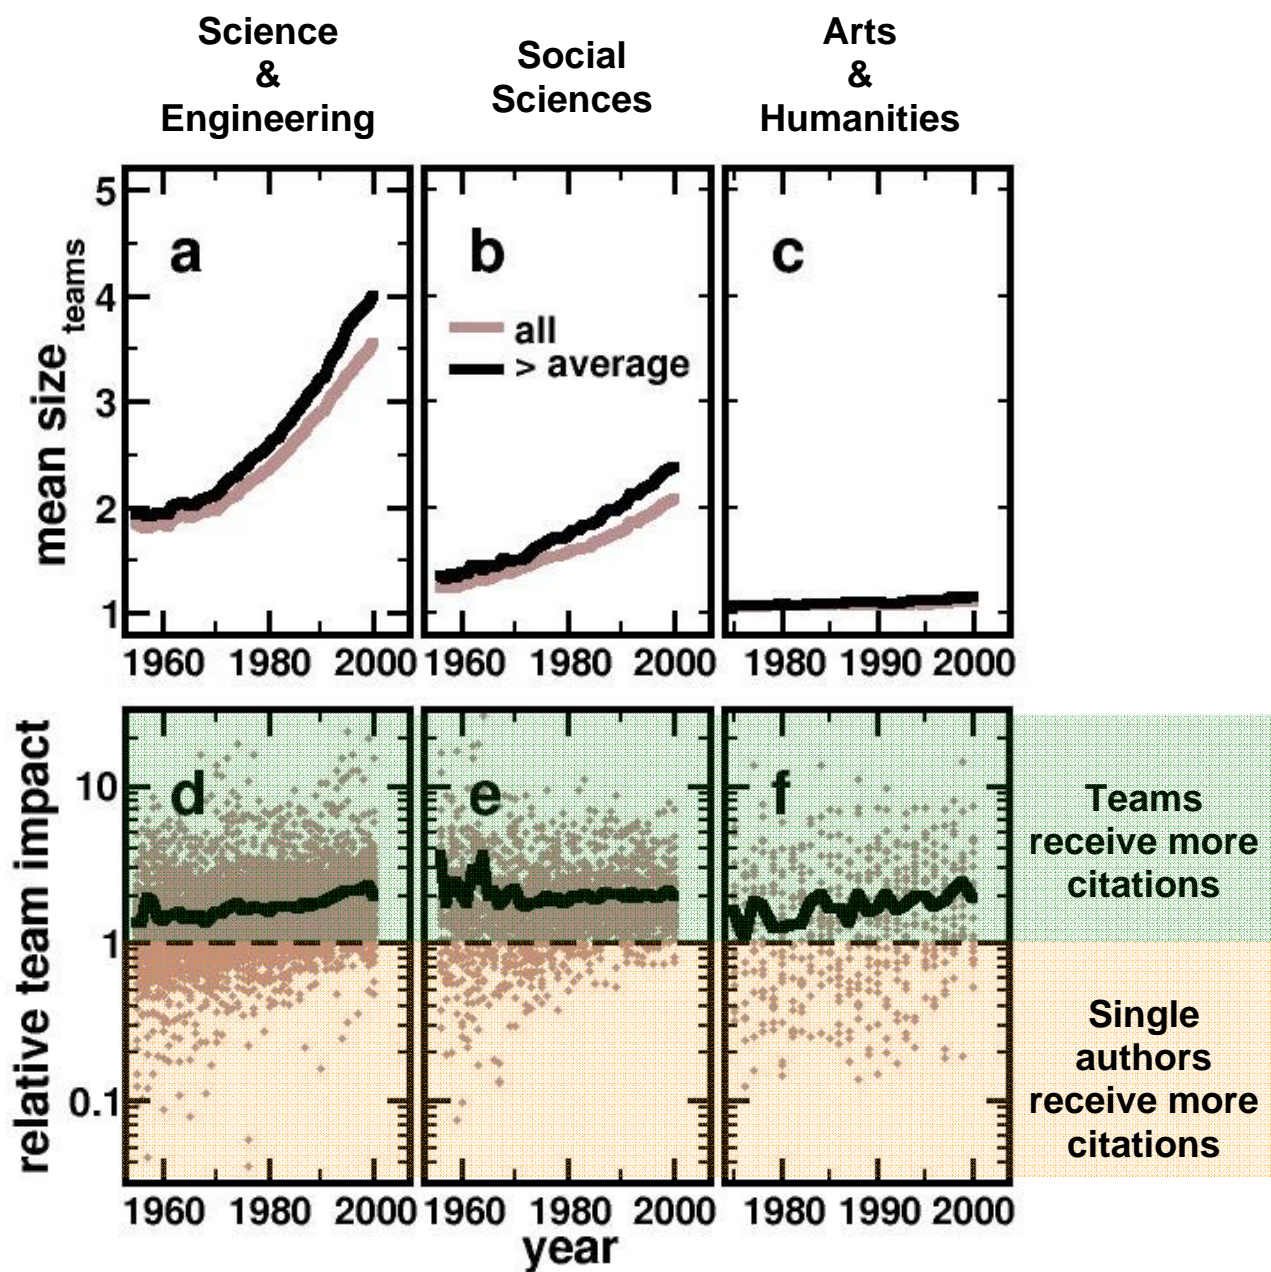 Science
&
Engineering
Social
Sciences
Arts
&
Humanities
mean size teams
5
4
3
2
1
a
b
c
all
> average
1960 1980 2000
1960 1980 2000
1980 1990 2000
relative team impact
10
1
0.1
d
e
f
Teams
receive more
citations
Single
authors
receive more
citations
1960 1980 2000
1960 1980 2000
1980 1990 2000
year